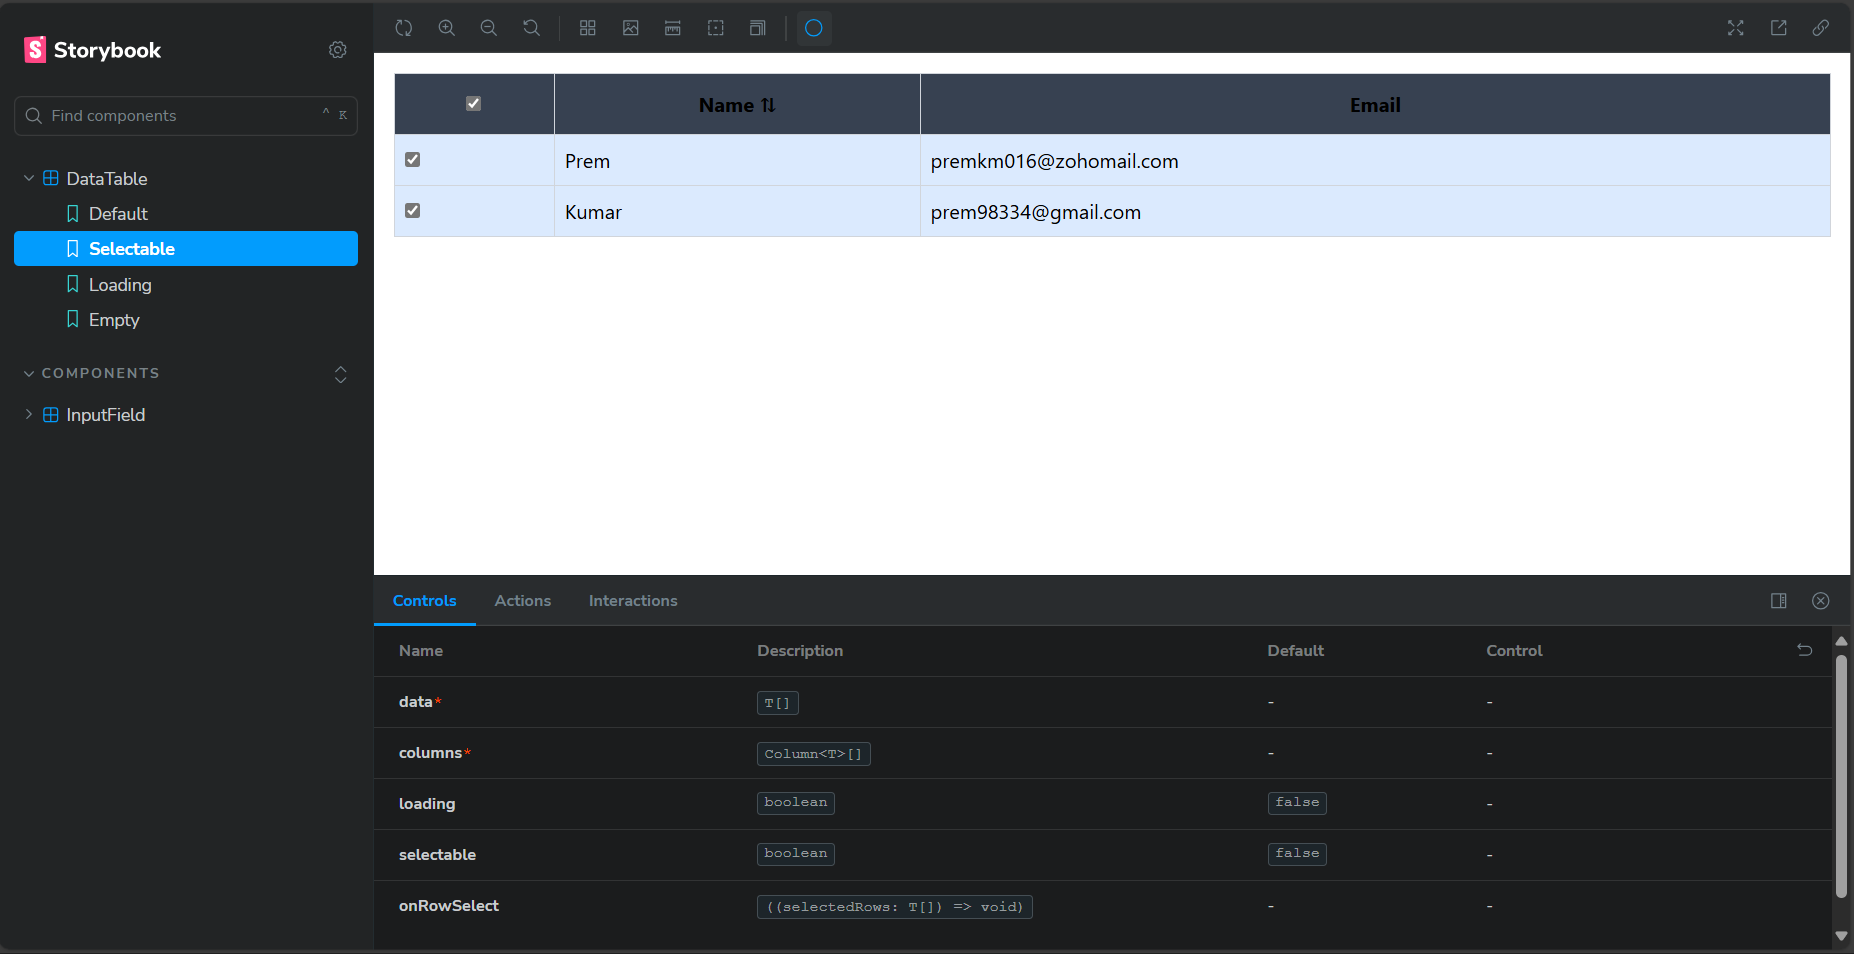 Storybook
Find components
^ K
DataTable
Default
Selectable
Loading
Empty
COMPONENTS
InputField
Name ⇅ Email
Prem premkm016@zohomail.com
Kumar prem98334@gmail.com
Controls Actions Interactions
Name Description Default Control
data* T[] - -
columns* Column<T>[] - -
loading boolean false -
selectable boolean false -
onRowSelect ((selectedRows: T[]) => void) - -